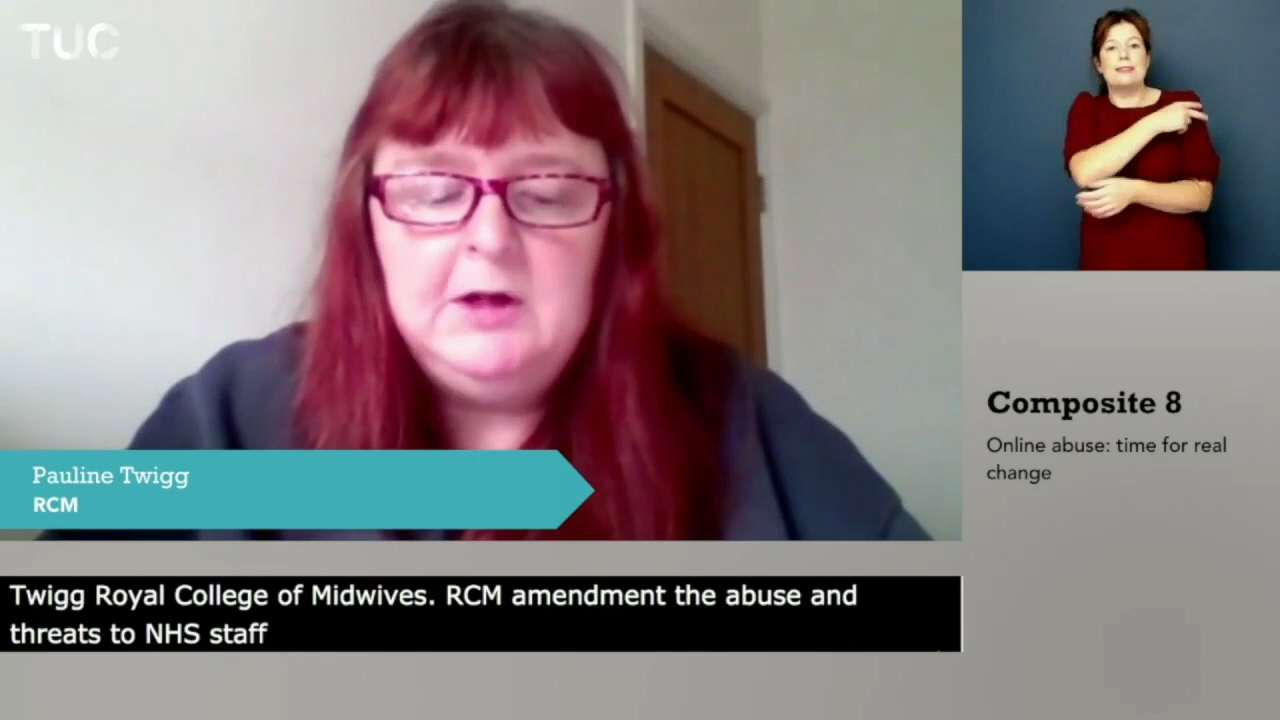 TUC
Pauline Twigg
RCM
Twigg Royal College of Midwives. RCM amendment the abuse and
threats to NHS staff
Composite 8
Online abuse: time for real
change